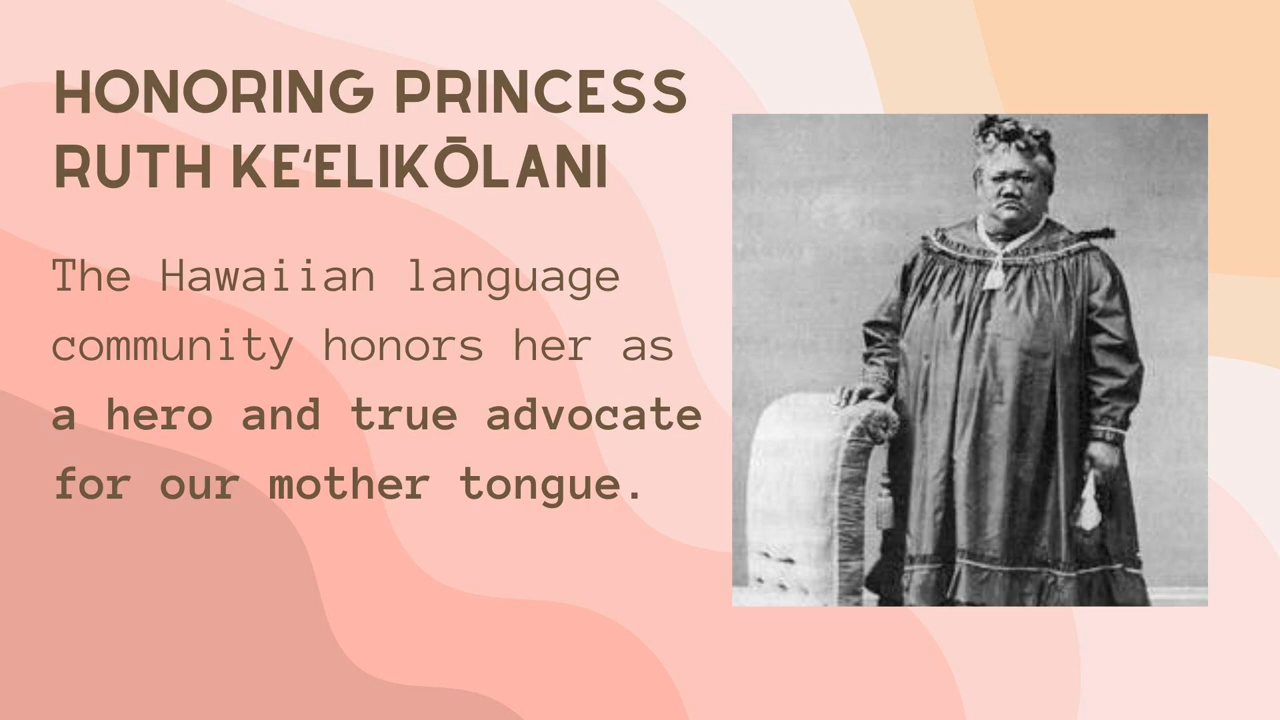 HONORING PRINCESS
RUTH KEʻELIKŌLANI
The Hawaiian language
community honors her as
a hero and true advocate
for our mother tongue.